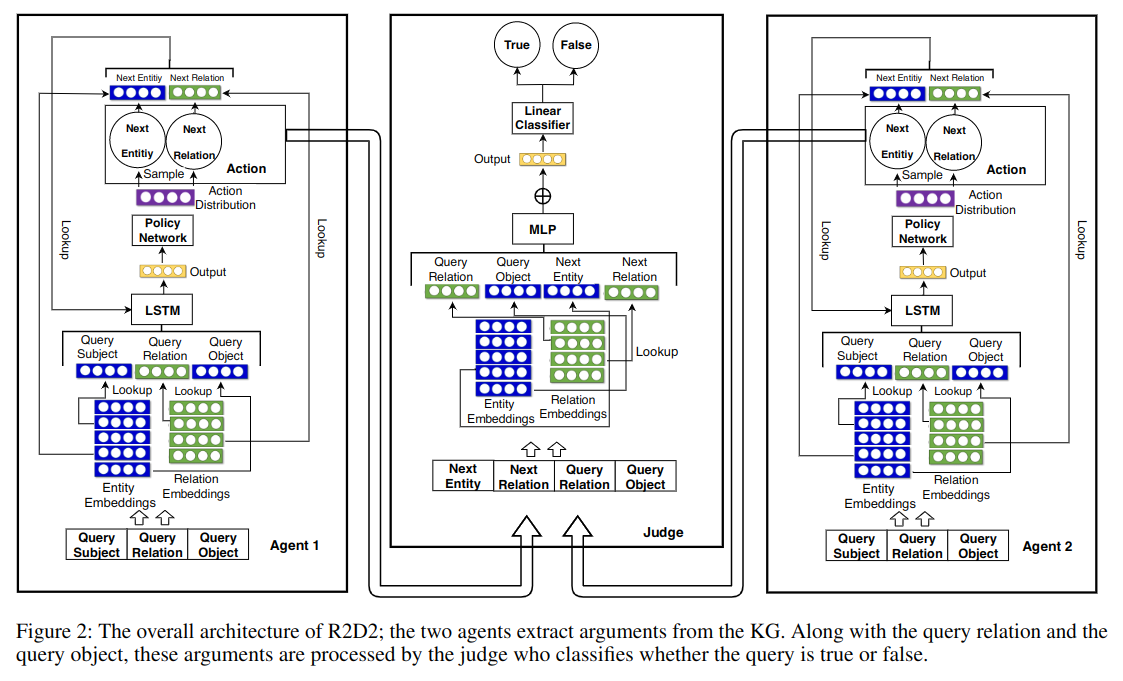 Next Entitiy Next Relation
Next
Entitiy
Next
Relation
Action
Sample
Action
Distribution
Policy
Network
Output
Lookup
Lookup
LSTM
Query
Subject
Query
Relation
Query
Object
Lookup
Lookup
Entity
Embeddings
Relation
Embeddings
Query
Subject
Query
Relation
Query
Object
Agent 1
True
False
Linear
Classifier
Output
MLP
Query
Relation
Query
Object
Next
Entity
Next
Relation
Lookup
Entity
Embeddings
Relation
Embeddings
Next
Entity
Next
Relation
Query
Relation
Query
Object
Judge
Next Entitiy Next Relation
Next
Entitiy
Next
Relation
Action
Sample
Action
Distribution
Policy
Network
Output
Lookup
Lookup
LSTM
Query
Subject
Query
Relation
Query
Object
Lookup
Lookup
Entity
Embeddings
Relation
Embeddings
Query
Subject
Query
Relation
Query
Object
Agent 2
Figure 2: The overall architecture of R2D2; the two agents extract arguments from the KG. Along with the query relation and the
query object, these arguments are processed by the judge who classifies whether the query is true or false.